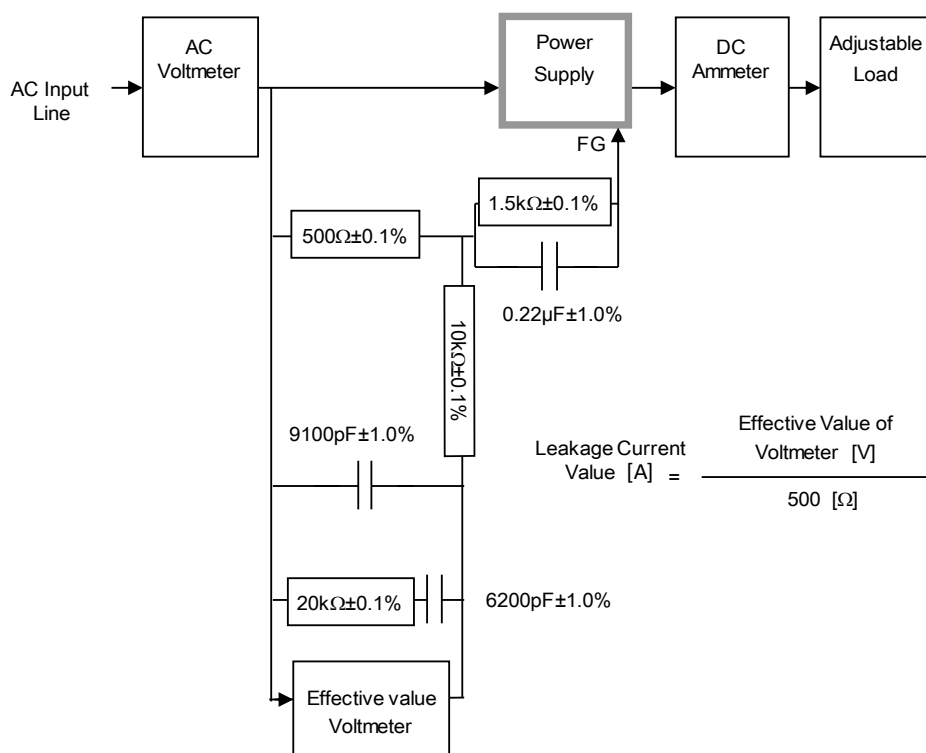 AC
Voltmeter
Power
Supply
DC
Ammeter
Adjustable
Load
AC Input
Line
FG
1.5kΩ±0.1%
500Ω±0.1%
0.22µF±1.0%
10kΩ±0.1%
9100pF±1.0%
Leakage Current
Value [A] =
Effective Value of
Voltmeter [V]
500 [Ω]
20kΩ±0.1%
6200pF±1.0%
Effective value
Voltmeter